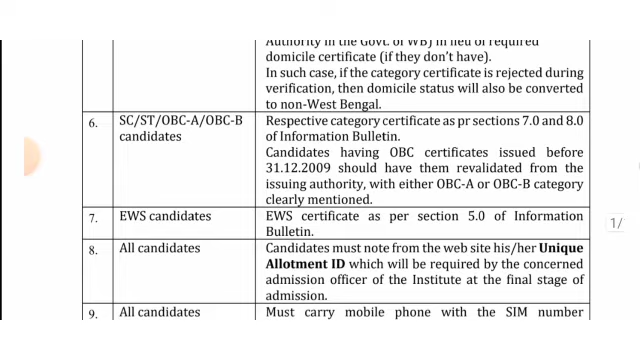 Authority in the Govt. of WB) in lieu of required
domicile certificate (if they don't have).
In such case, if the category certificate is rejected during
verification, then domicile status will also be converted
to non-West Bengal.
6. SC/ST/OBC-A/OBC-B Respective category certificate as pr sections 7.0 and 8.0
candidates of Information Bulletin.
Candidates having OBC certificates issued before
31.12.2009 should have them revalidated from the
issuing authority, with either OBC-A or OBC-B category
clearly mentioned.
7. EWS candidates EWS certificate as per section 5.0 of Information
Bulletin.
8. All candidates Candidates must note from the web site his/her Unique
Allotment ID which will be required by the concerned
admission officer of the Institute at the final stage of
admission.
9. All candidates Must carry mobile phone with the SIM number
1/